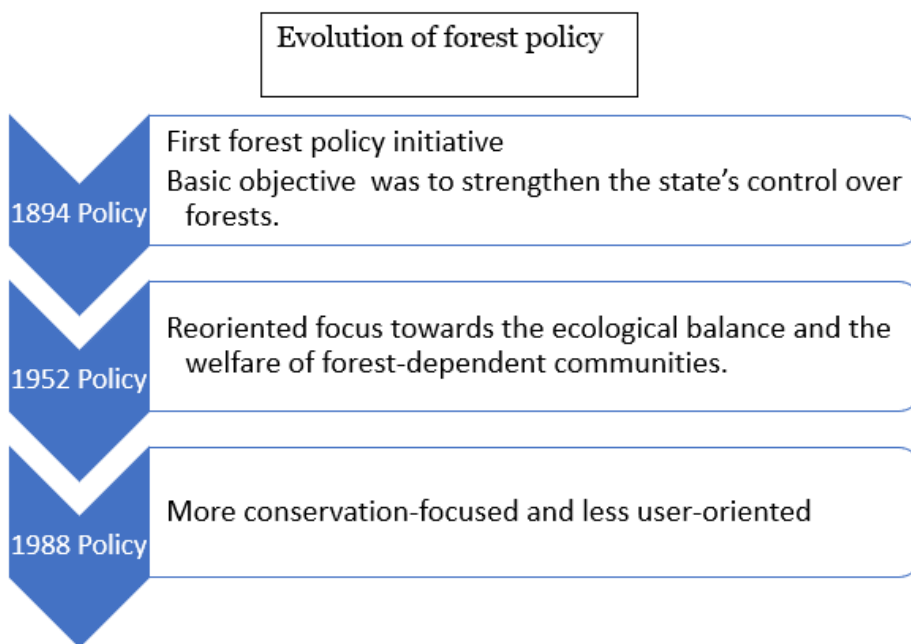 Evolution of forest policy
1894 Policy
First forest policy initiative
Basic objective was to strengthen the state’s control over
forests.
1952 Policy
Reoriented focus towards the ecological balance and the
welfare of forest-dependent communities.
1988 Policy
More conservation-focused and less user-oriented